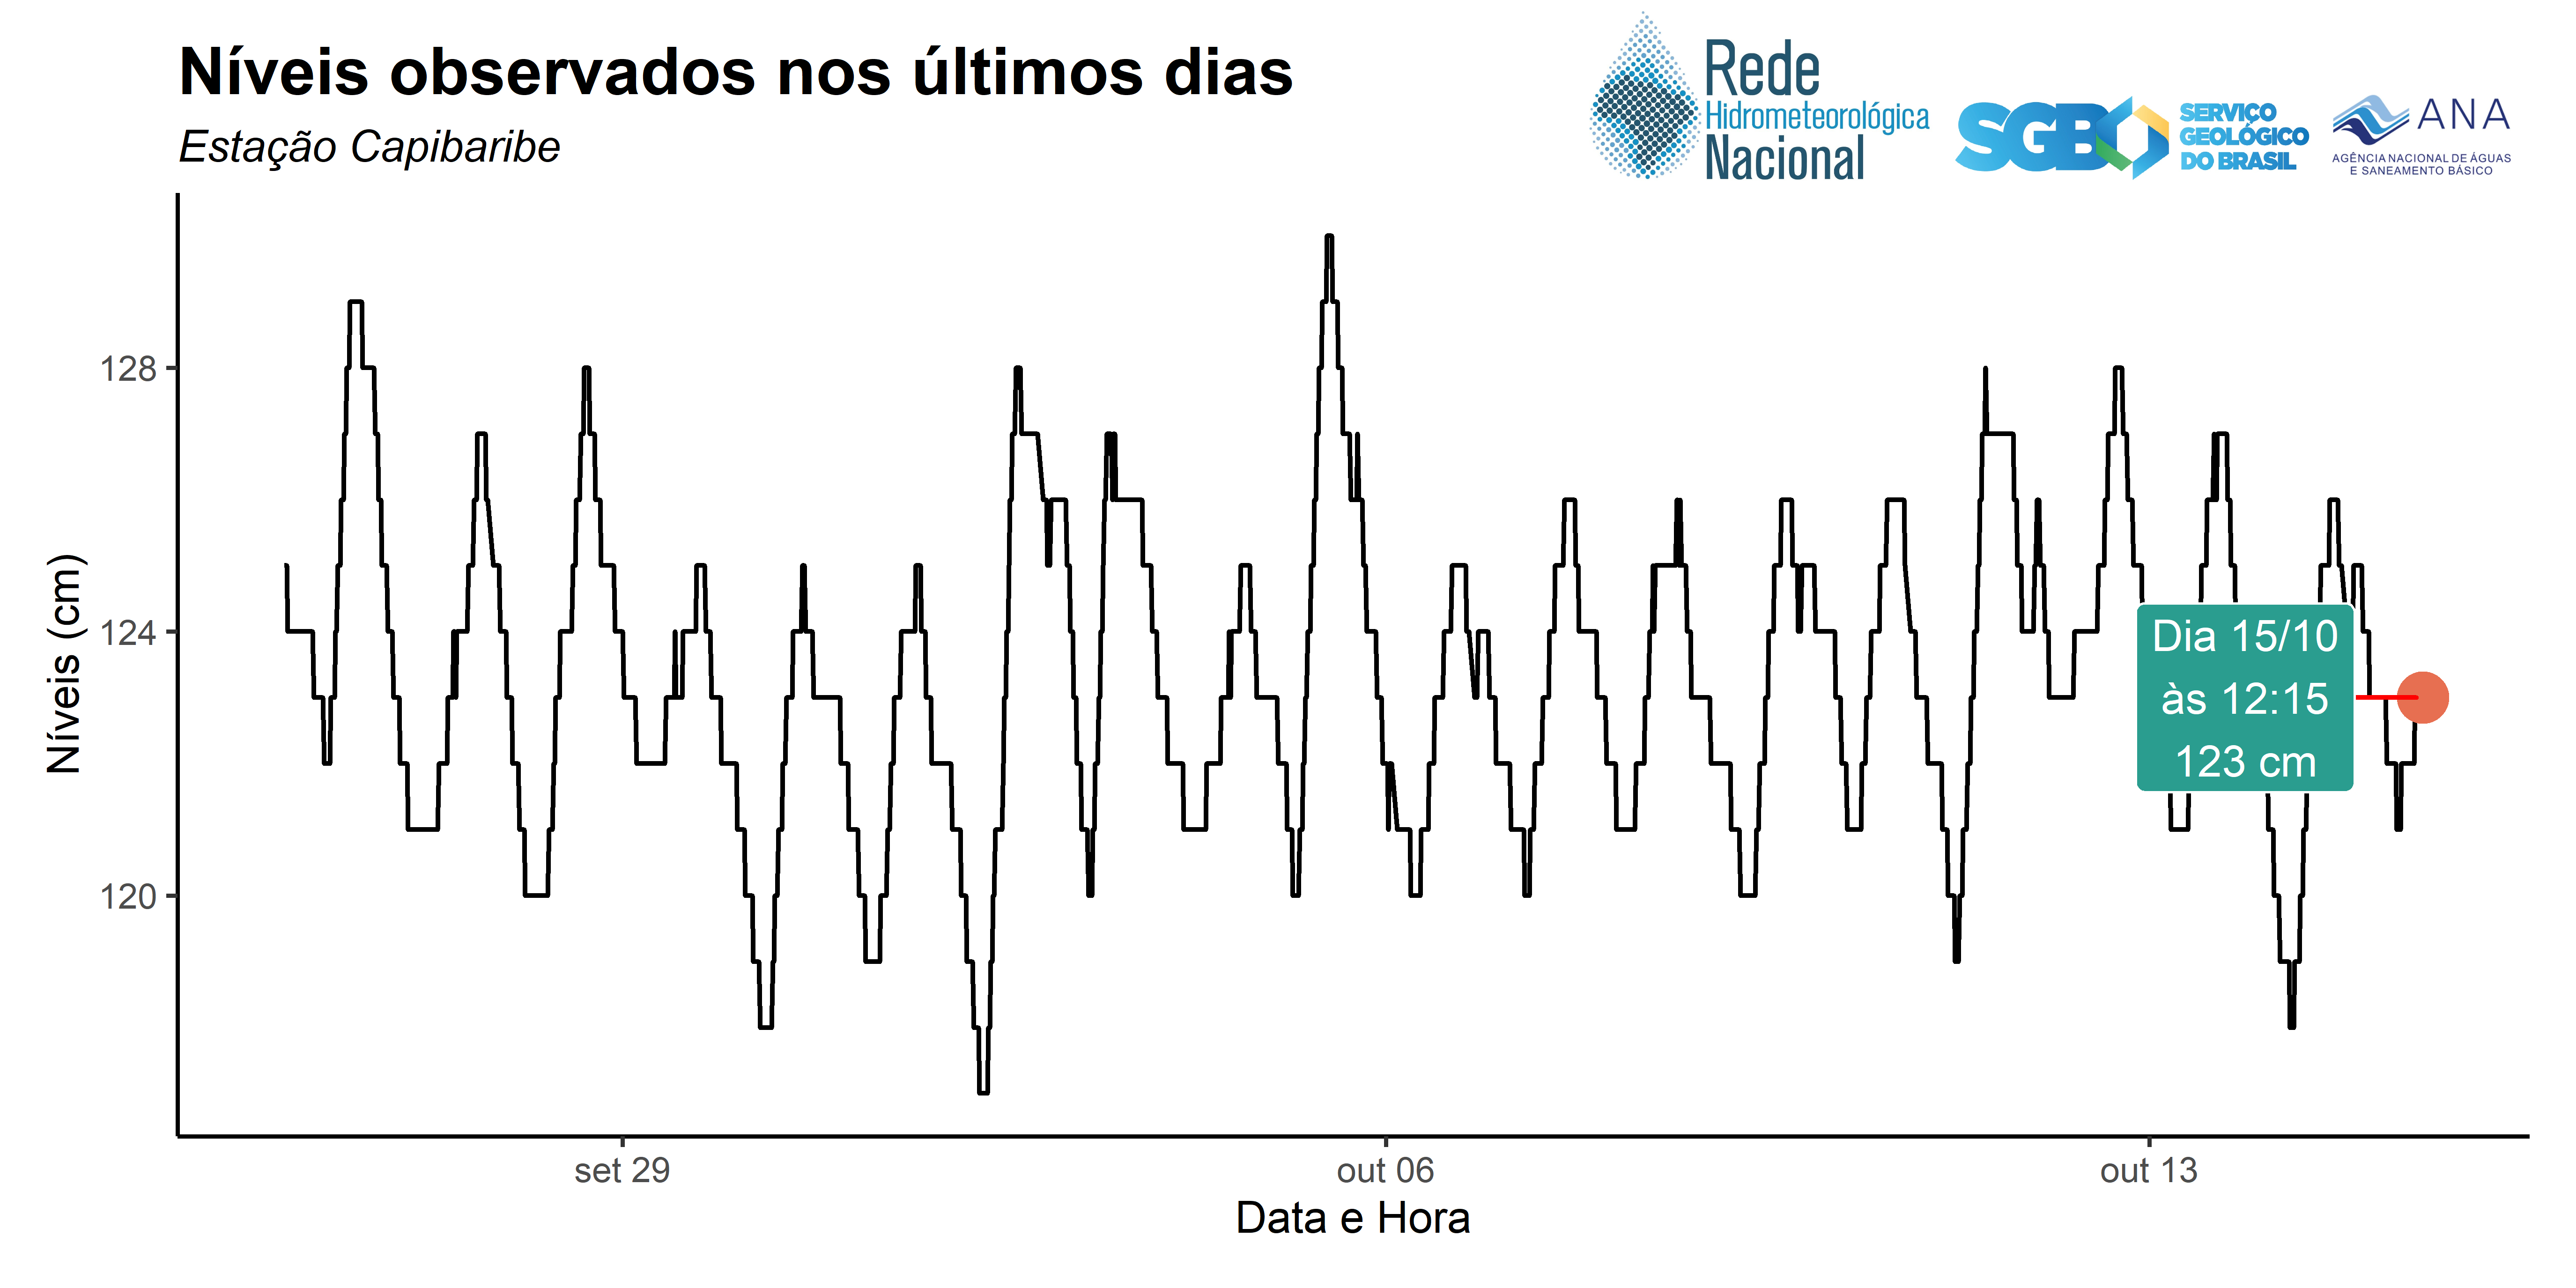 Níveis observados nos últimos dias
Estação Capibaribe
Rede
Hidrometeorológica
Nacional
SGB
SERVIÇO
GEOLÓGICO
DO BRASIL
ANA
AGÊNCIA NACIONAL DE ÁGUAS
E SANEAMENTO BÁSICO
Níveis (cm)
128
124
120
Dia 15/10
às 12:15
123 cm
set 29
out 06
out 13
Data e Hora